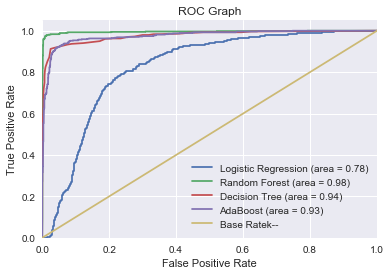 ROC Graph
1.0
0.8
0.6
0.4
0.2
0.0
True Positive Rate
Logistic Regression (area = 0.78)
Random Forest (area = 0.98)
Decision Tree (area = 0.94)
AdaBoost (area = 0.93)
Base Ratek--
0.0 0.2 0.4 0.6 0.8 1.0
False Positive Rate